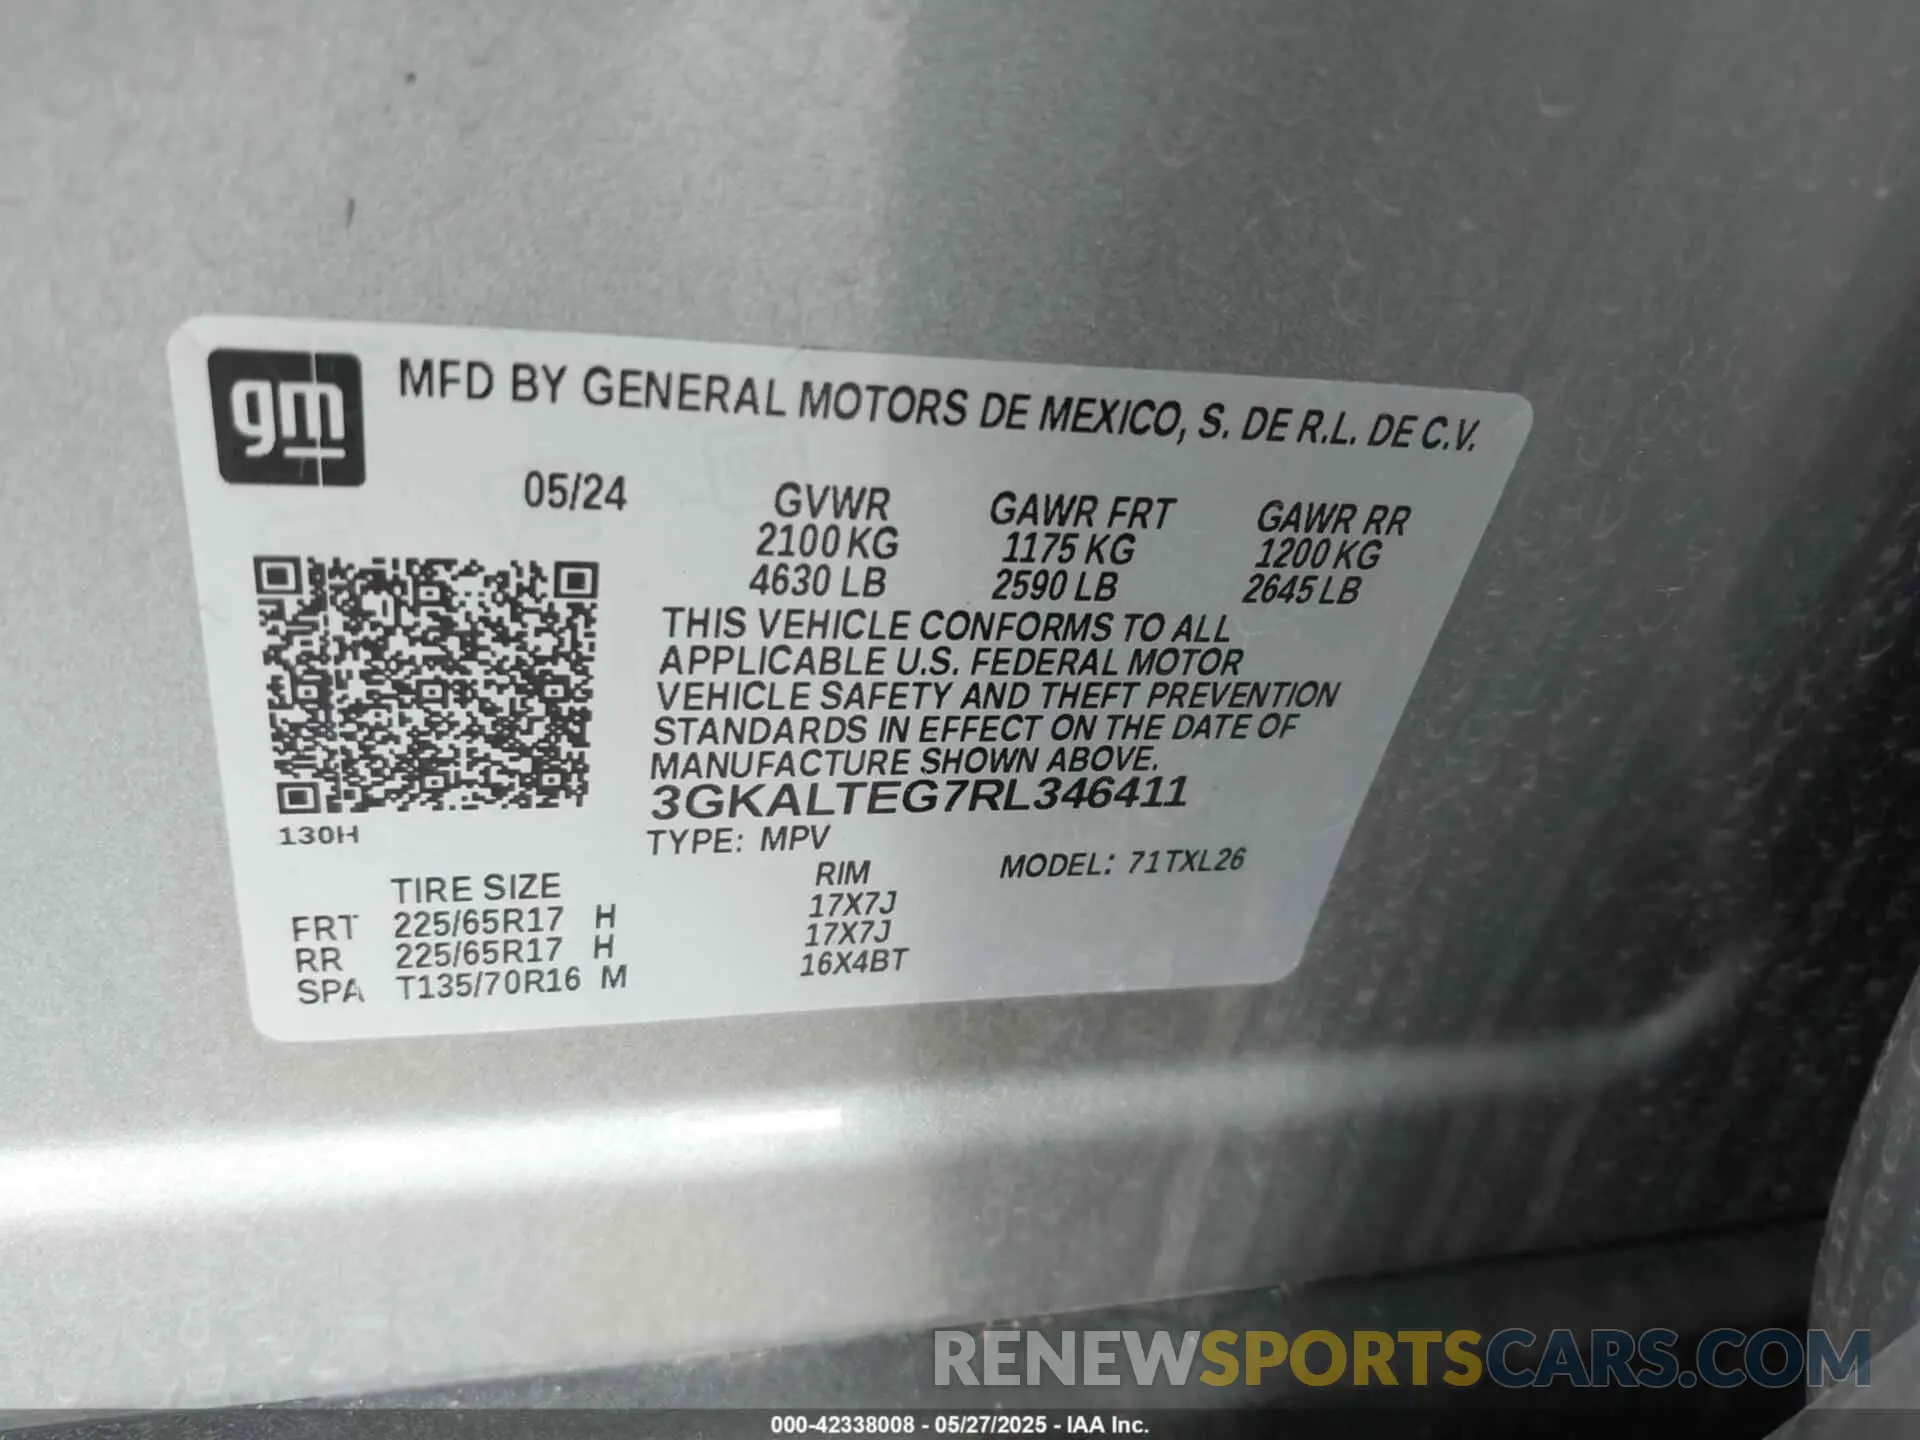 gm
MFD BY GENERAL MOTORS DE MEXICO, S. DE R.L. DE C.V.
05/24 GVWR GAWR FRT GAWR RR
2100 KG 1175 KG 1200 KG
4630 LB 2590 LB 2645 LB
THIS VEHICLE CONFORMS TO ALL
APPLICABLE U.S. FEDERAL MOTOR
VEHICLE SAFETY AND THEFT PREVENTION
STANDARDS IN EFFECT ON THE DATE OF
MANUFACTURE SHOWN ABOVE.
3GKALTEG7RL346411
130H
TYPE: MPV MODEL: 71TXL26
TIRE SIZE RIM
FRT 225/65R17 H 17X7J
RR 225/65R17 H 17X7J
SPA T135/70R16 M 16X4BT
RENEWSPORTSCARS.COM
000-42338008 - 05/27/2025 - IAA Inc.